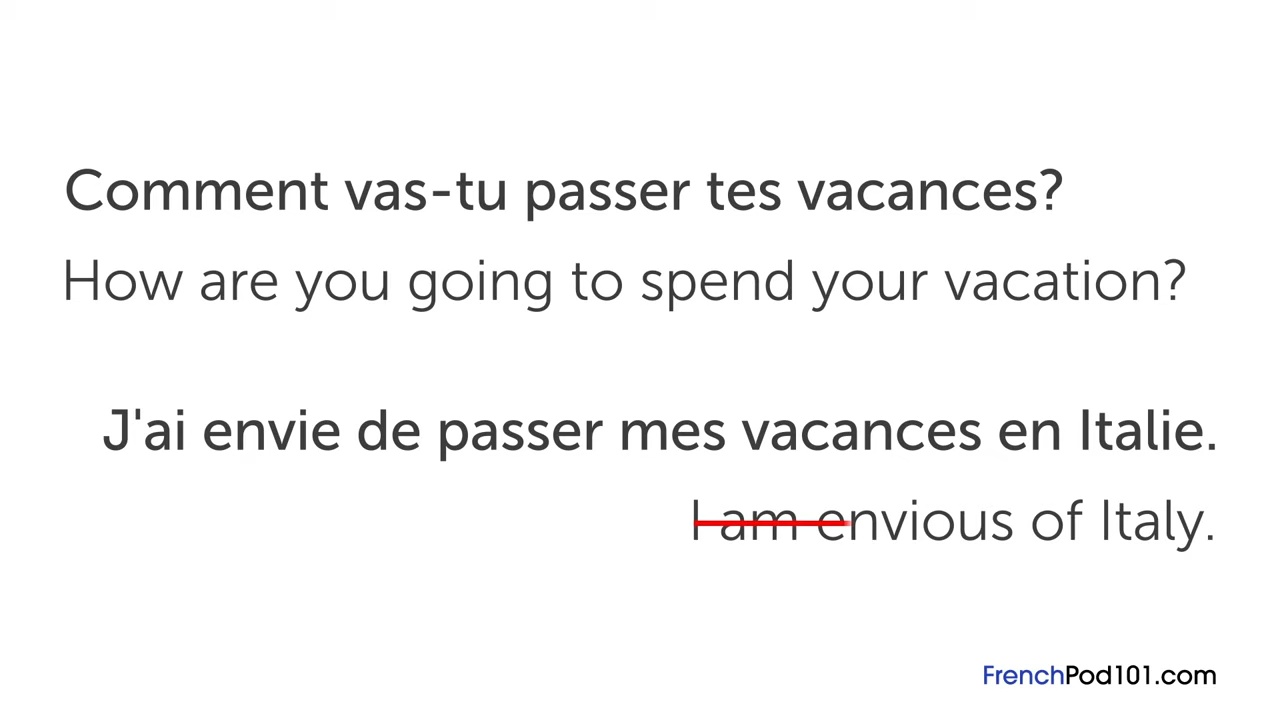 Comment vas-tu passer tes vacances?
How are you going to spend your vacation?
J'ai envie de passer mes vacances en Italie.
I am envious of Italy.
FrenchPod101.com